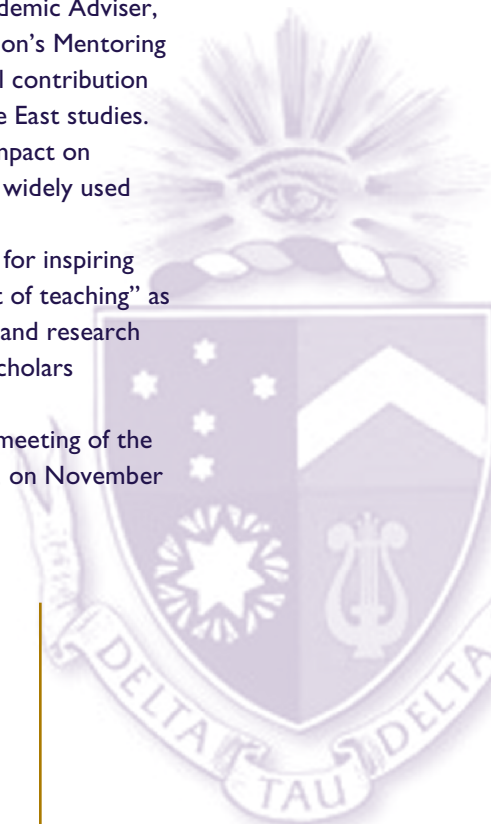 demic Adviser,
on’s Mentoring
l contribution
e East studies.
mpact on
widely used
for inspiring
t of teaching” as
and research
cholars
meeting of the
on November
DELTA
TAU
DELTA